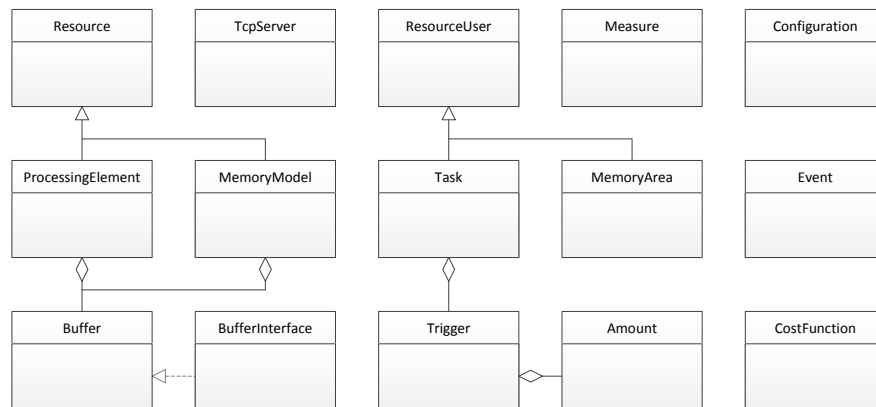 Resource
TcpServer
ResourceUser
Measure
Configuration
ProcessingElement
MemoryModel
Task
MemoryArea
Event
Buffer
BufferInterface
Trigger
Amount
CostFunction